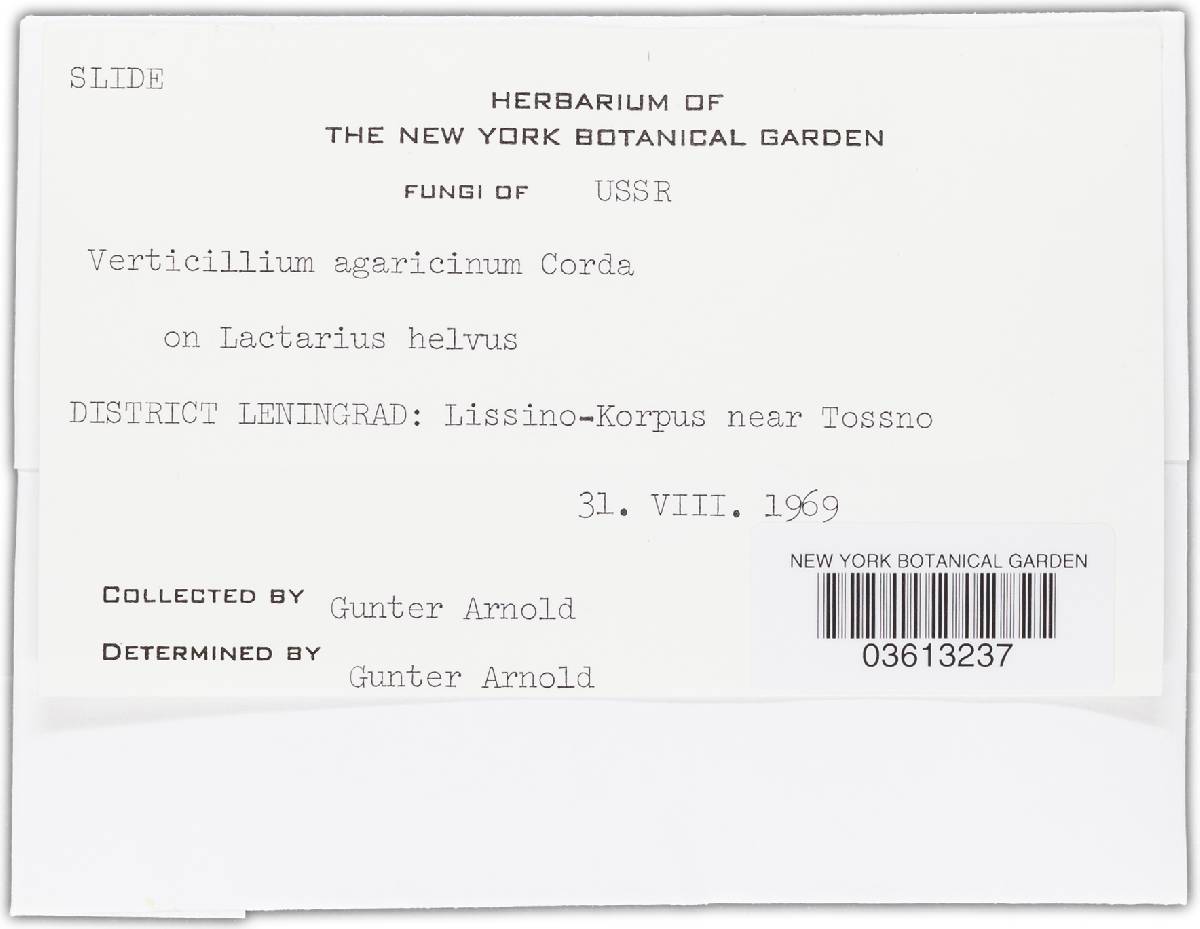 SLIDE
HERBARIUM OF
THE NEW YORK BOTANICAL GARDEN
FUNGI OF USSR
Verticillium agaricinum Corda
on Lactarius helvus
DISTRICT LENINGRAD: Lissino-Korpus near Tossno
31. VIII. 1969
COLLECTED BY Gunter Arnold
DETERMINED BY Gunter Arnold
NEW YORK BOTANICAL GARDEN
03613237